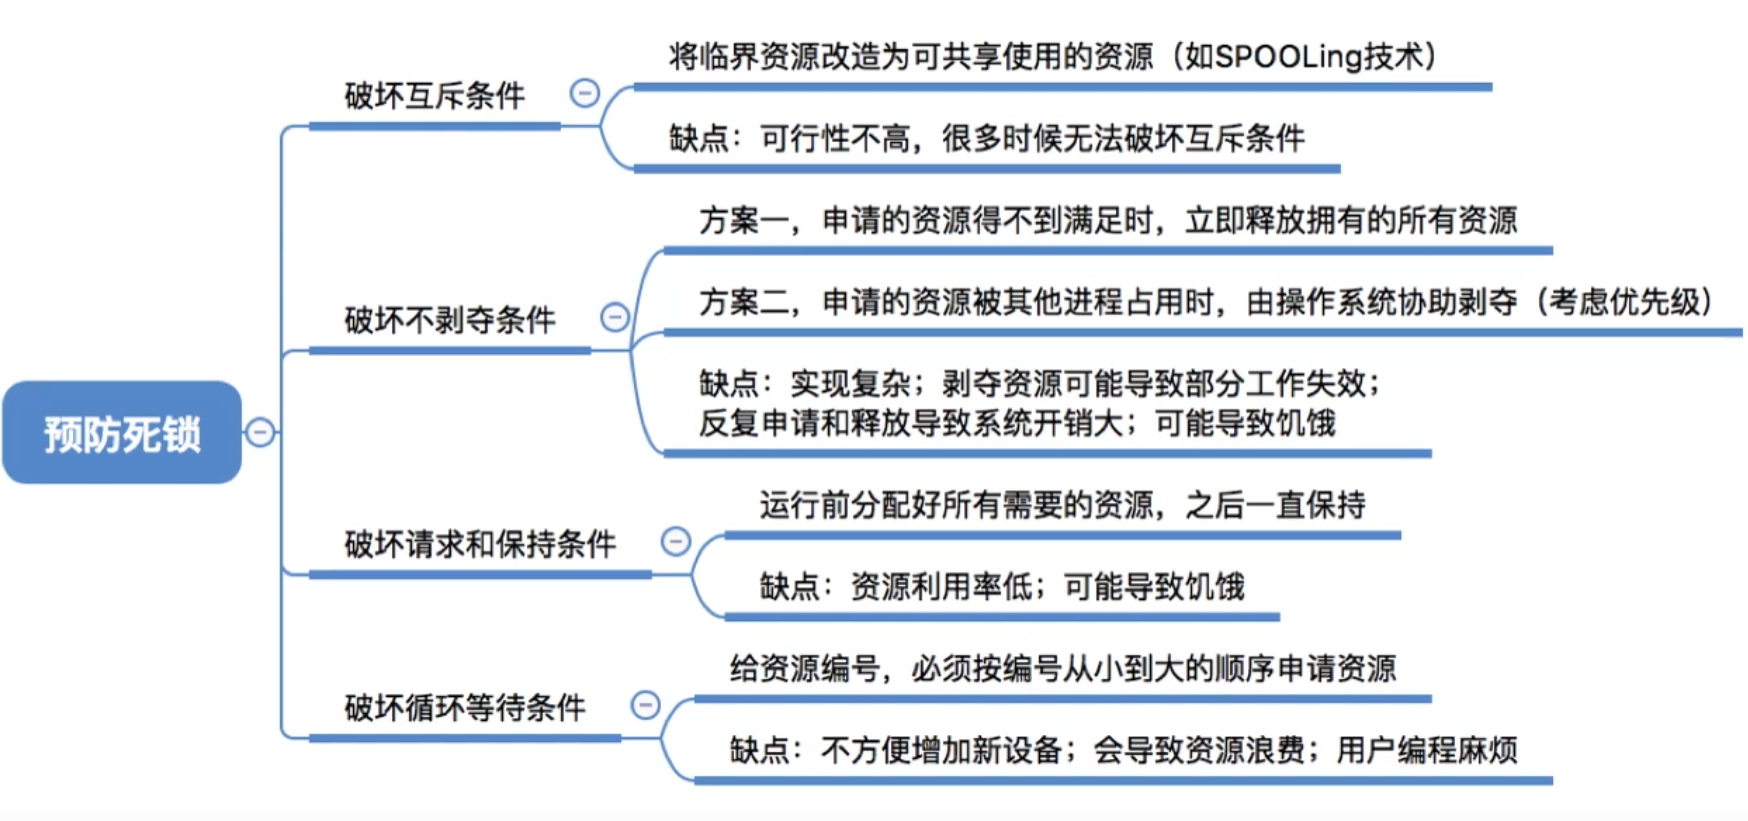 预防死锁
破坏互斥条件
将临界资源改造为可共享使用的资源（如SPOOLing技术）
缺点：可行性不高，很多时候无法破坏互斥条件
破坏不剥夺条件
方案一，申请的资源得不到满足时，立即释放拥有的所有资源
方案二，申请的资源被其他进程占用时，由操作系统协助剥夺（考虑优先级）
缺点：实现复杂；剥夺资源可能导致部分工作失效；
反复申请和释放导致系统开销大；可能导致饥饿
破坏请求和保持条件
运行前分配好所有需要的资源，之后一直保持
缺点：资源利用率低；可能导致饥饿
破坏循环等待条件
给资源编号，必须按编号从小到大的顺序申请资源
缺点：不方便增加新设备；会导致资源浪费；用户编程麻烦